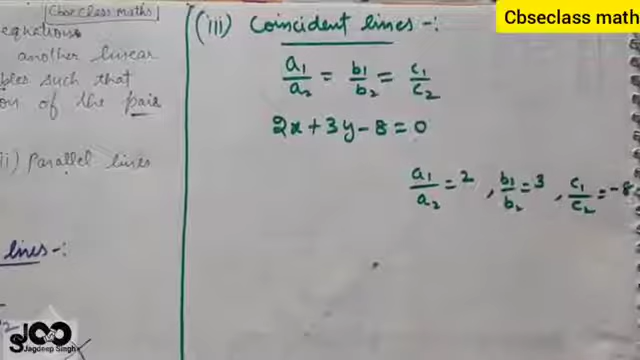 Cbse class maths
equations
another linear
bles such that
on of the pair
ii) Parallel lines
lines -:
(iii) Coincident lines -:
a₁/a₂ = b₁/b₂ = c₁/c₂
2x + 3y - 8 = 0
a₁/a₂ = 2 , b₁/b₂ = 3 , c₁/c₂ = -8
Cbseclass math
Jagdeep Singh